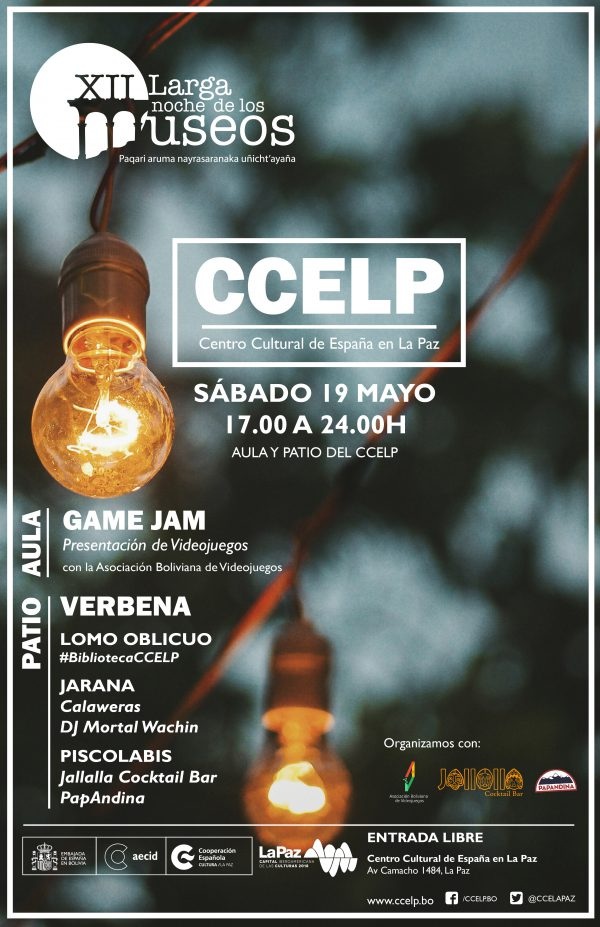 XII Larga
noche de los
museos
Paqari aruma nayrasaranaka uñicht'ayaña
CCELP
Centro Cultural de España en La Paz
SÁBADO 19 MAYO
17.00 A 24.00H
AULA Y PATIO DEL CCELP
AULA
GAME JAM
Presentación de Videojuegos
con la Asociación Boliviana de Videojuegos
PATIO
VERBENA
LOMO OBLICUO
#BibliotecaCCELP
JARANA
Calaweras
DJ Mortal Wachin
PISCOLABIS
Jallalla Cocktail Bar
PapAndina
Organizamos con:
Asociación Boliviana
de Videojuegos
Jallalla
Cocktail Bar
PAPANDINA
EMBAJADA
DE ESPAÑA
EN BOLIVIA
aecid
Cooperación
Española
CULTURA / LA PAZ
LaPaz
CAPITAL IBEROAMERICANA
DE LAS CULTURAS 2018
ENTRADA LIBRE
Centro Cultural de España en La Paz
Av Camacho 1484, La Paz
www.ccelp.bo
/CCELP.BO
@CCELAPAZ